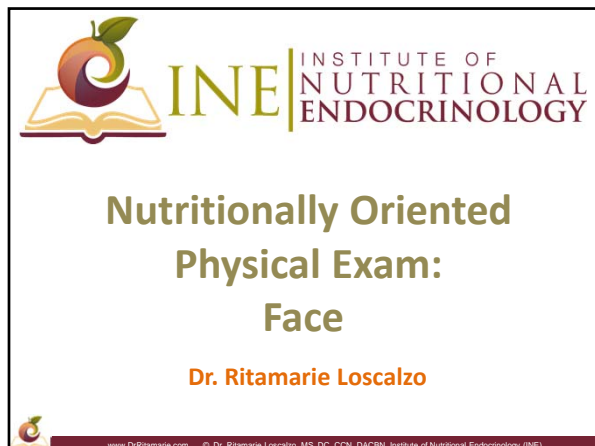 INE
INSTITUTE OF
NUTRITIONAL
ENDOCRINOLOGY
Nutritionally Oriented
Physical Exam:
Face
Dr. Ritamarie Loscalzo
www.DrRitamarie.com © Dr. Ritamarie Loscalzo, MS, DC, CCN, DACBN, Institute of Nutritional Endocrinology (INE)